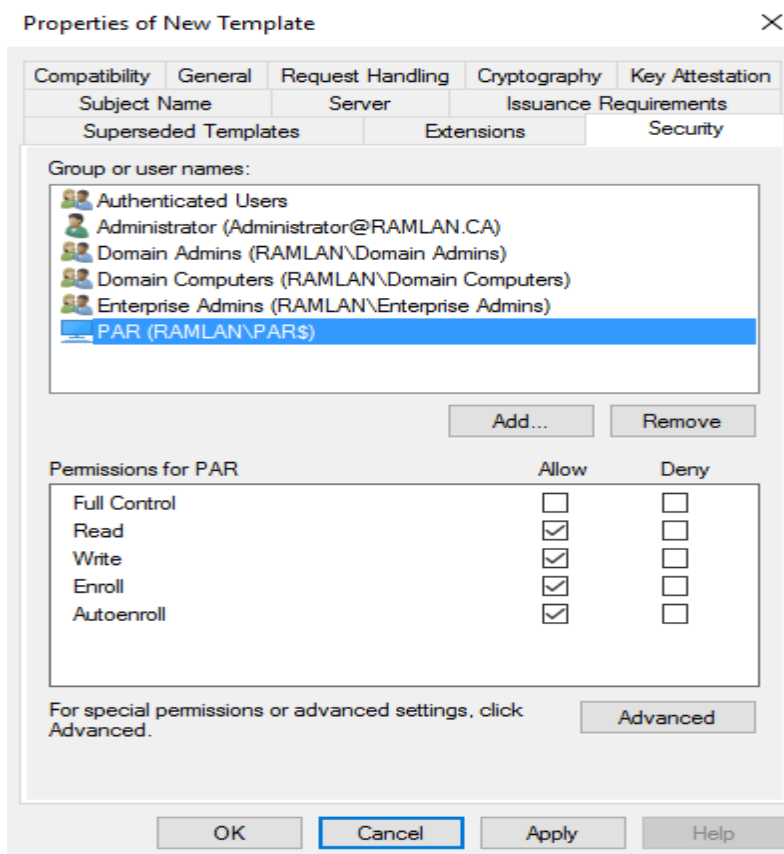 Properties of New Template
Compatibility General Request Handling Cryptography Key Attestation
Subject Name Server Issuance Requirements
Superseded Templates Extensions Security
Group or user names:
Authenticated Users
Administrator (Administrator@RAMLAN.CA)
Domain Admins (RAMLAN\Domain Admins)
Domain Computers (RAMLAN\Domain Computers)
Enterprise Admins (RAMLAN\Enterprise Admins)
PAR (RAMLAN\PAR$)
Add... Remove
Permissions for PAR Allow Deny
Full Control
Read
Write
Enroll
Autoenroll
For special permissions or advanced settings, click
Advanced.
Advanced
OK Cancel Apply Help